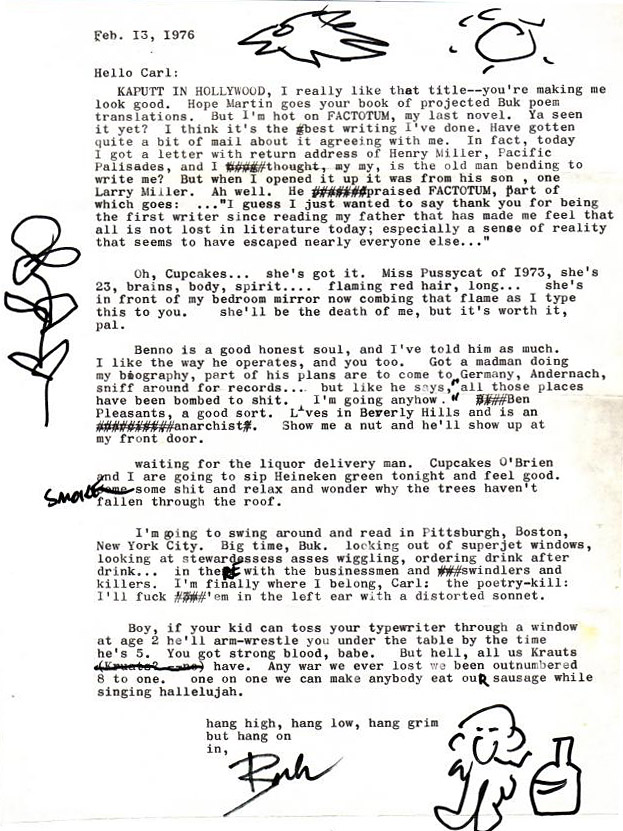 Feb. 13, 1976
Hello Carl:
KAPUTT IN HOLLYWOOD, I really like that title--you're making me
look good. Hope Martin goes your book of projected Buk poem
translations. But I'm hot on FACTOTUM, my last novel. Ya seen
it yet? I think it's the best writing I've done. Have gotten
quite a bit of mail about it agreeing with me. In fact, today
I got a letter with return address of Henry Miller, Pacific
Palisades, and I thought, my my, is the old man bending to
write me? But when I opened it up it was from his son , one
Larry Miller. Ah well. He praised FACTOTUM, part of
which goes: ..."I guess I just wanted to say thank you for being
the first writer since reading my father that has made me feel that
all is not lost in literature today; especially a sense of reality
that seems to have escaped nearly everyone else..."
Oh, Cupcakes... she's got it. Miss Pussycat of I973, she's
23, brains, body, spirit.... flaming red hair, long... she's
in front of my bedroom mirror now combing that flame as I type
this to you. she'll be the death of me, but it's worth it,
pal.
Benno is a good honest soul, and I've told him as much.
I like the way he operates, and you too. Got a madman doing
my biography, part of his plans are to come to Germany, Andernach,
sniff around for records.... but like he says, "all those places
have been bombed to shit. I'm going anyhow." Ben
Pleasants, a good sort. Lives in Beverly Hills and is an
anarchist. Show me a nut and he'll show up at
my front door.
waiting for the liquor delivery man. Cupcakes O'Brien
and I are going to sip Heineken green tonight and feel good.
SMOKE some shit and relax and wonder why the trees haven't
fallen through the roof.
I'm going to swing around and read in Pittsburgh, Boston,
New York City. Big time, Buk. looking out of superjet windows,
looking at stewardessess asses wiggling, ordering drink after
drink... in theRE with the businessmen and swindlers and
killers. I'm finally where I belong, Carl: the poetry-kill:
I'll fuck 'em in the left ear with a distorted sonnet.
Boy, if your kid can toss your typewriter through a window
at age 2 he'll arm-wrestle you under the table by the time
he's 5. You got strong blood, babe. But hell, all us Krauts
(Kruats? no) have. Any war we ever lost we been outnumbered
8 to one. one on one we can make anybody eat ouR sausage while
singing hallelujah.
hang high, hang low, hang grim
but hang on
in,
Buk